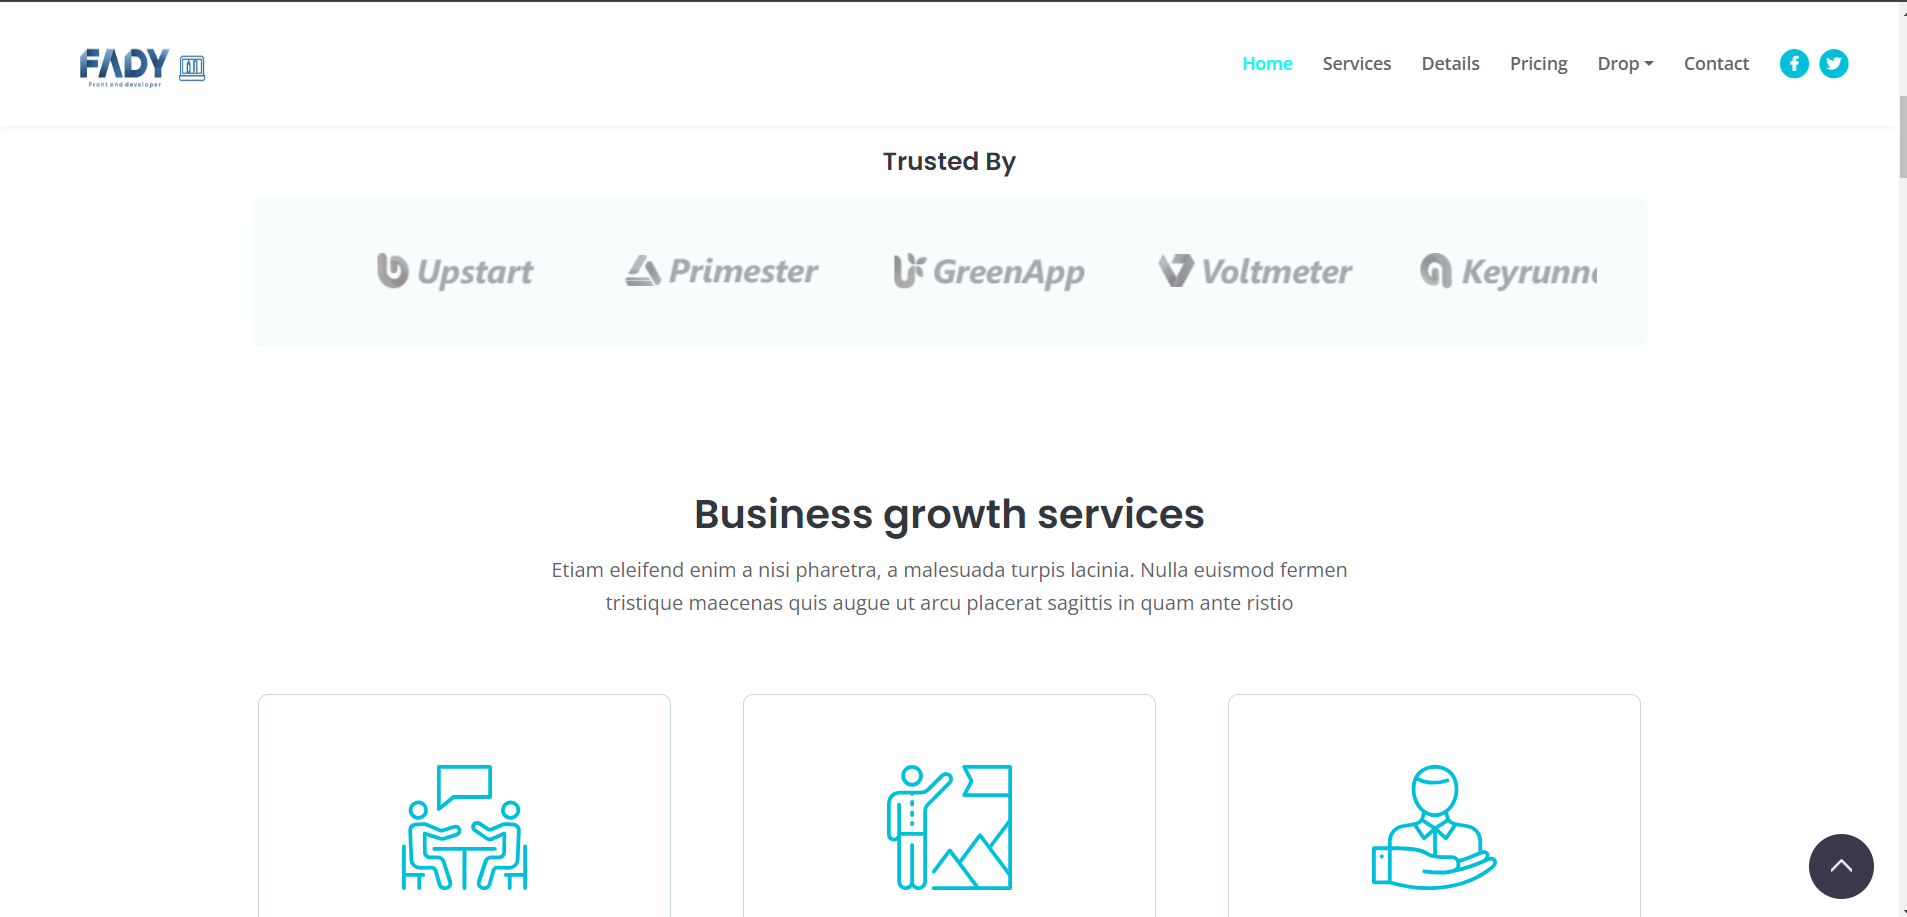 FADY
Front end developer
Home Services Details Pricing Drop Contact
Trusted By
Upstart Primester GreenApp Voltmeter Keyrunn
Business growth services
Etiam eleifend enim a nisi pharetra, a malesuada turpis lacinia. Nulla euismod fermen
tristique maecenas quis augue ut arcu placerat sagittis in quam ante ristio